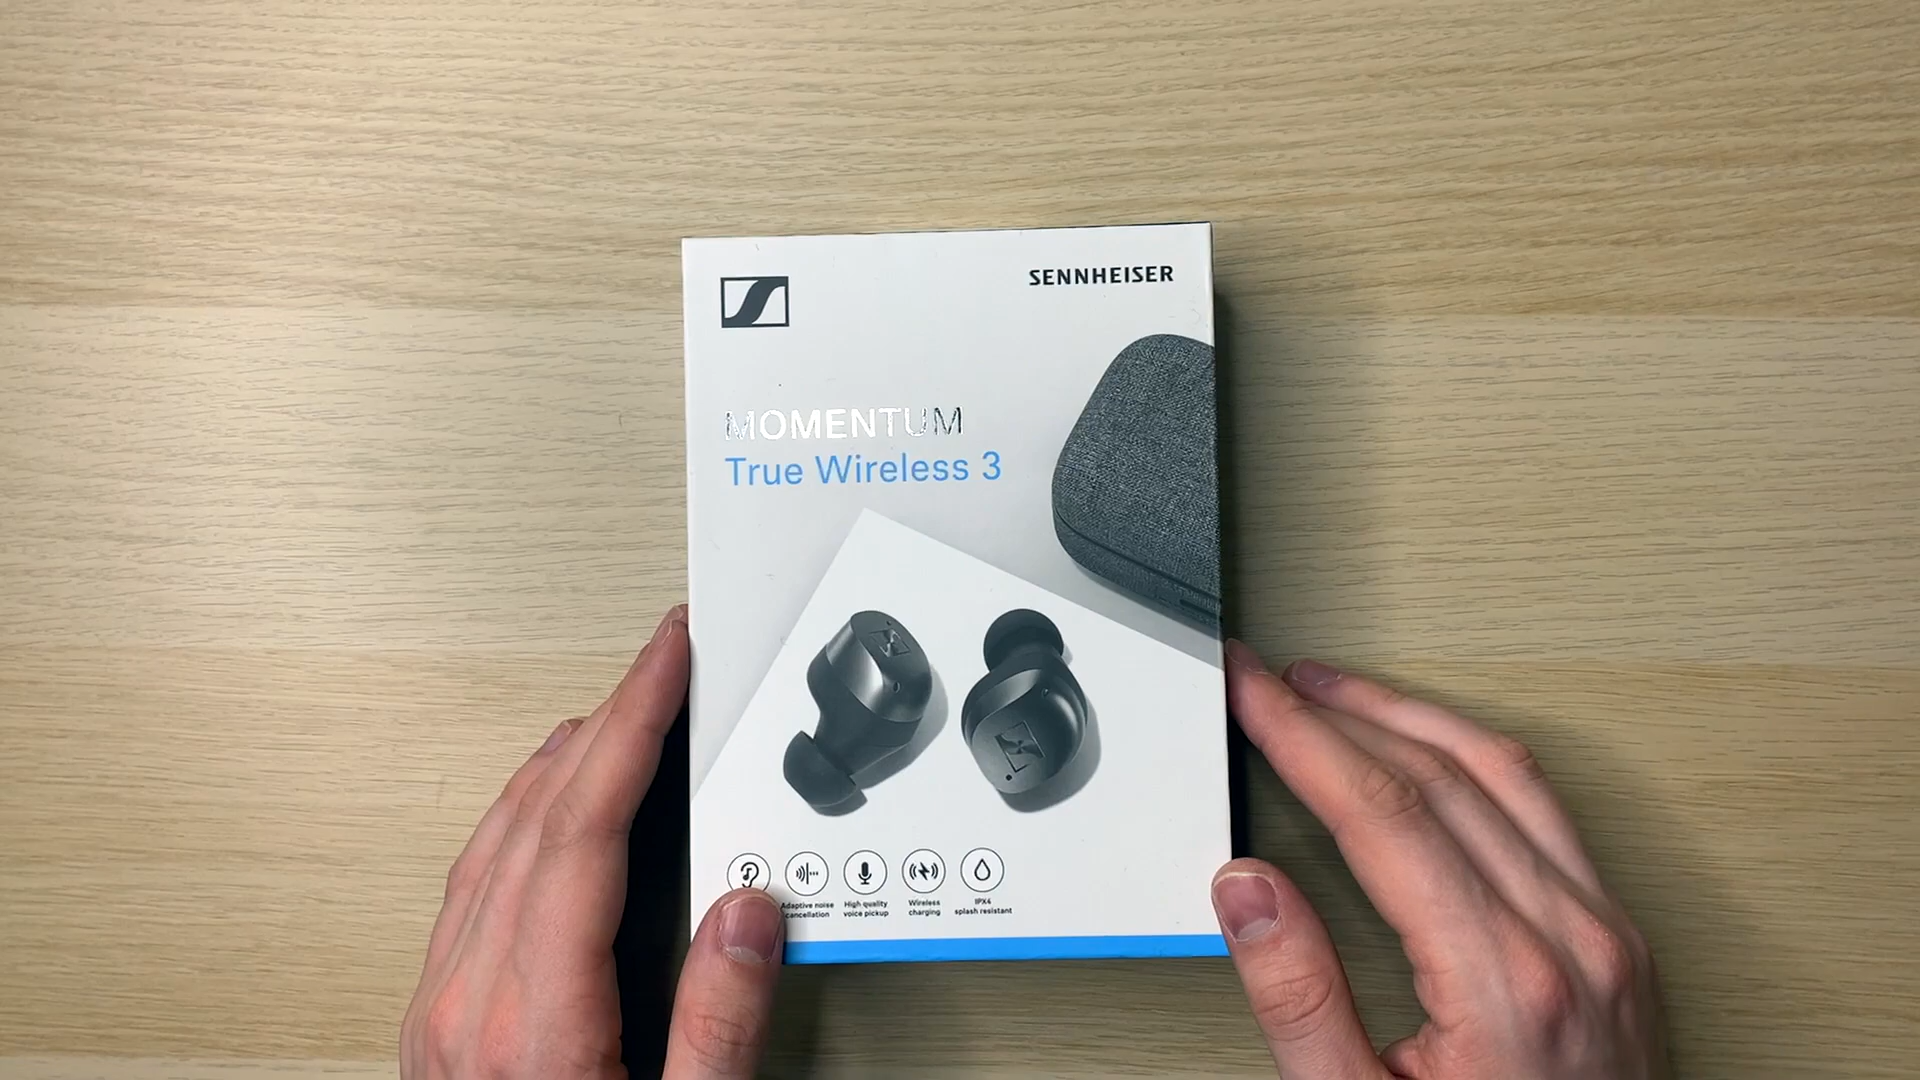 SENNHEISER
MOMENTUM
True Wireless 3
Adaptive noise
cancellation
High quality
voice pickup
Wireless
charging
IPX4
splash resistant